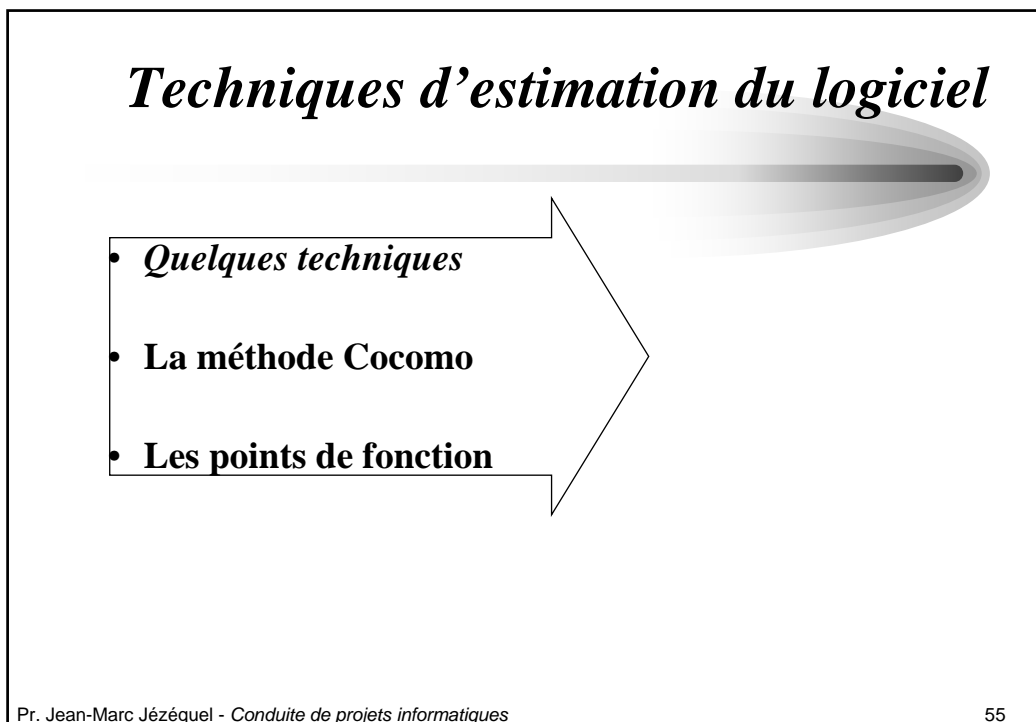 Techniques d’estimation du logiciel
• Quelques techniques
• La méthode Cocomo
• Les points de fonction
Pr. Jean-Marc Jézéquel - Conduite de projets informatiques 55